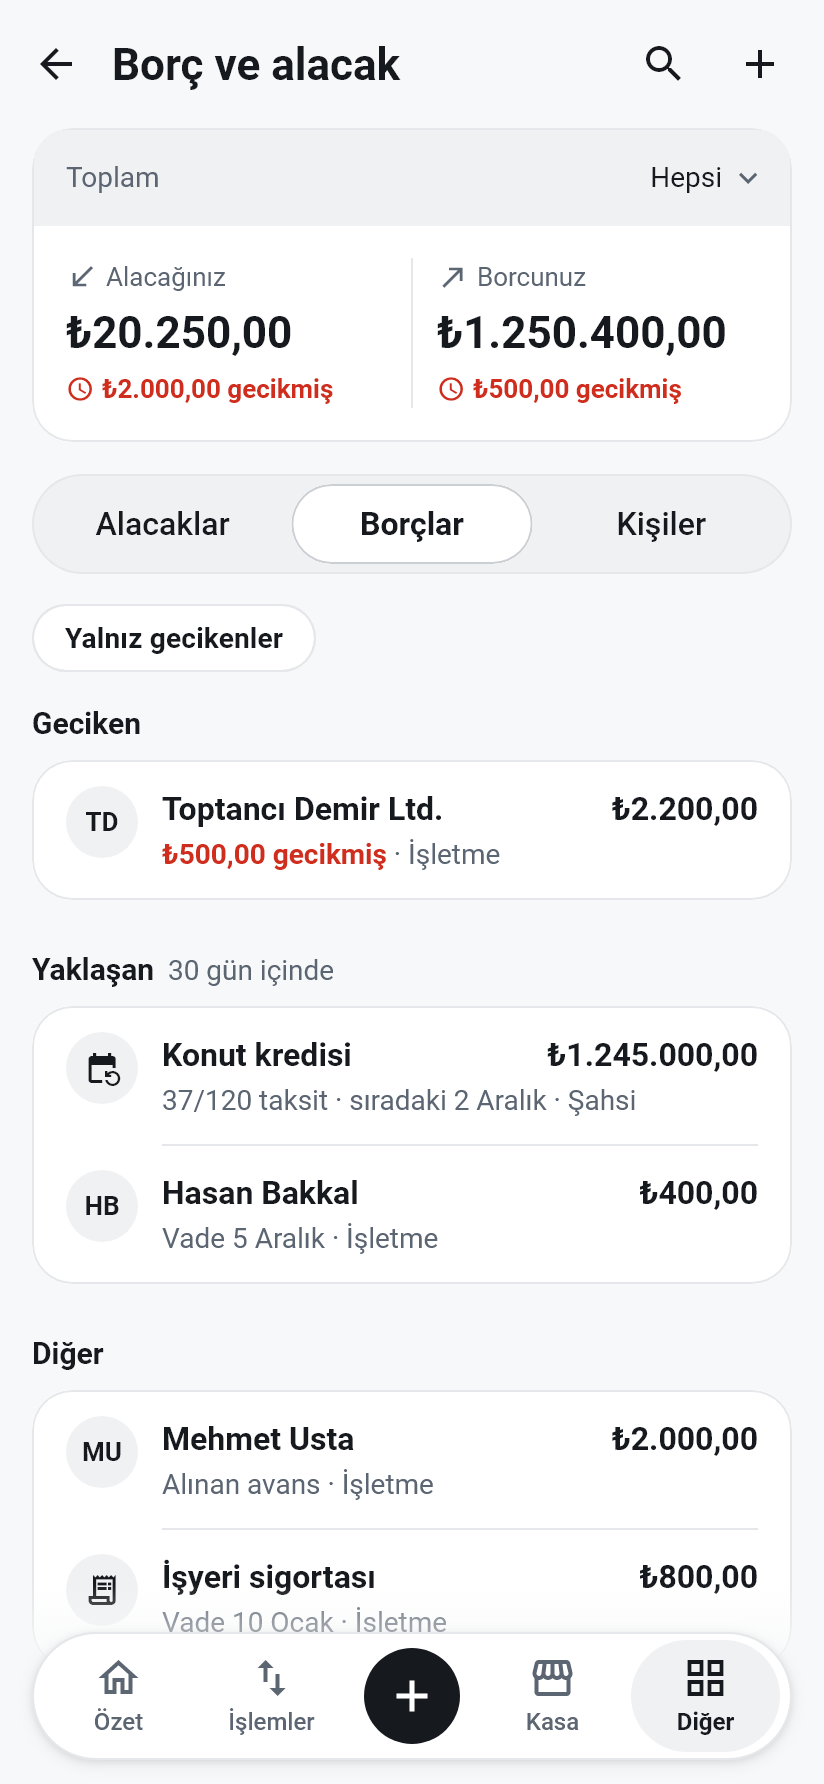 Borç ve alacak
Toplam
Hepsi
Alacağınız
₺20.250,00
₺2.000,00 gecikmiş
Borcunuz
₺1.250.400,00
₺500,00 gecikmiş
Alacaklar
Borçlar
Kişiler
Yalnız gecikenler
Geciken
TD
Toptancı Demir Ltd.
₺2.200,00
₺500,00 gecikmiş · İşletme
Yaklaşan 30 gün içinde
Konut kredisi
₺1.245.000,00
37/120 taksit · sıradaki 2 Aralık · Şahsi
HB
Hasan Bakkal
₺400,00
Vade 5 Aralık · İşletme
Diğer
MU
Mehmet Usta
₺2.000,00
Alınan avans · İşletme
İşyeri sigortası
₺800,00
Vade 10 Ocak · İşletme
Özet
İşlemler
Kasa
Diğer